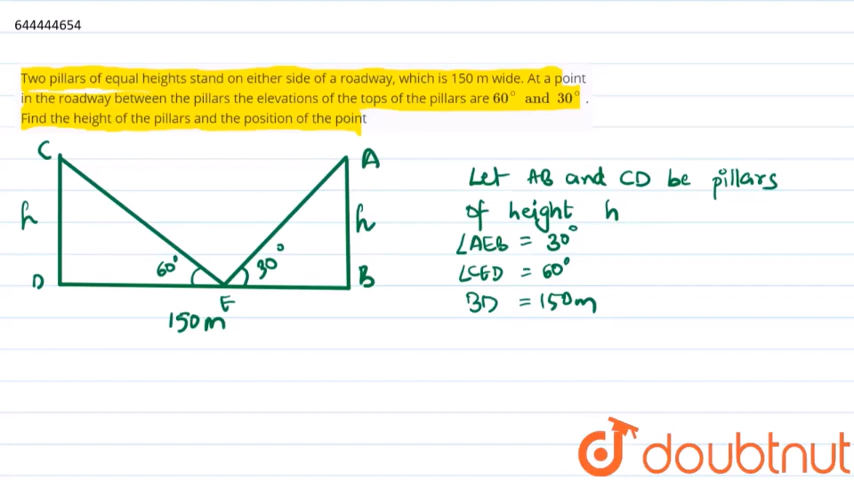 644444654
Two pillars of equal heights stand on either side of a roadway, which is 150 m wide. At a point
in the roadway between the pillars the elevations of the tops of the pillars are 60° and 30° .
Find the height of the pillars and the position of the point
C
A
h
h
60°
30°
D
E
B
150 m
Let AB and CD be pillars
of height h
∠AEB = 30°
∠CED = 60°
BD = 150m
doubtnut